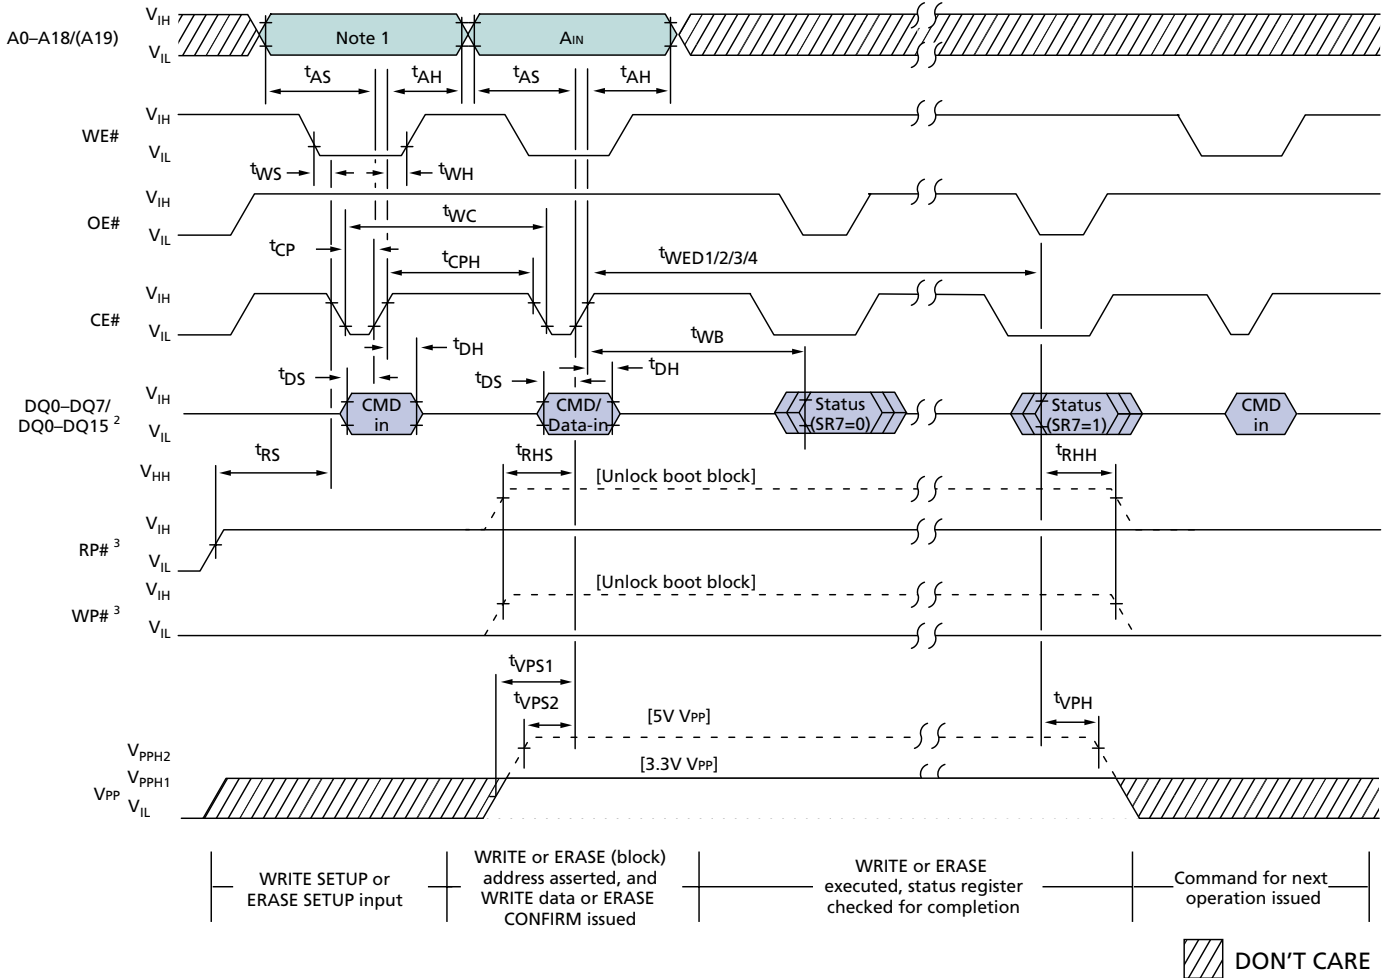 A0–A18/(A19)
VIH
VIL
Note 1
AIN
tAS
tAH
tAS
tAH
WE#
VIH
VIL
tWS
tWH
OE#
VIH
VIL
tWC
tCP
tCPH
tWED1/2/3/4
CE#
VIH
VIL
tWB
tDH
tDH
tDS
tDS
DQ0–DQ7/
DQ0–DQ15 2
VIH
VIL
CMD
in
CMD/
Data-in
Status
(SR7=0)
Status
(SR7=1)
CMD
in
tRS
tRHS
tRHH
[Unlock boot block]
VHH
VIH
RP# 3
VIL
VIH
WP# 3
VIL
[Unlock boot block]
tVPS1
tVPS2
tVPH
[5V VPP]
[3.3V VPP]
VPPH2
VPPH1
VPP
VIL
WRITE SETUP or
ERASE SETUP input
WRITE or ERASE (block)
address asserted, and
WRITE data or ERASE
CONFIRM issued
WRITE or ERASE
executed, status register
checked for completion
Command for next
operation issued
DON'T CARE